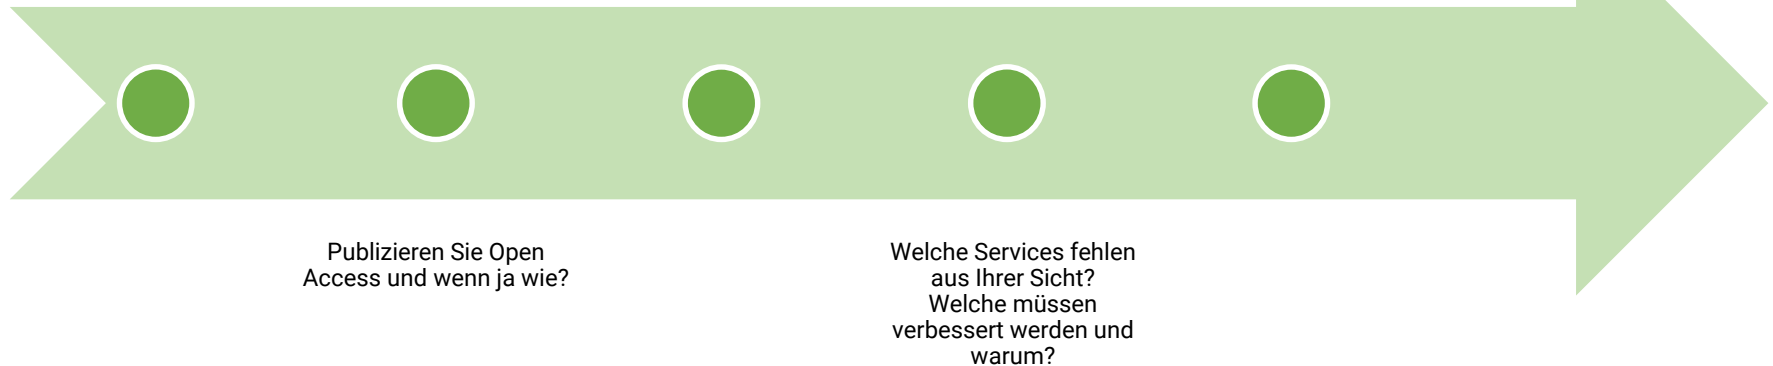 Publizieren Sie Open
Access und wenn ja wie?
Welche Services fehlen
aus Ihrer Sicht?
Welche müssen
verbessert werden und
warum?